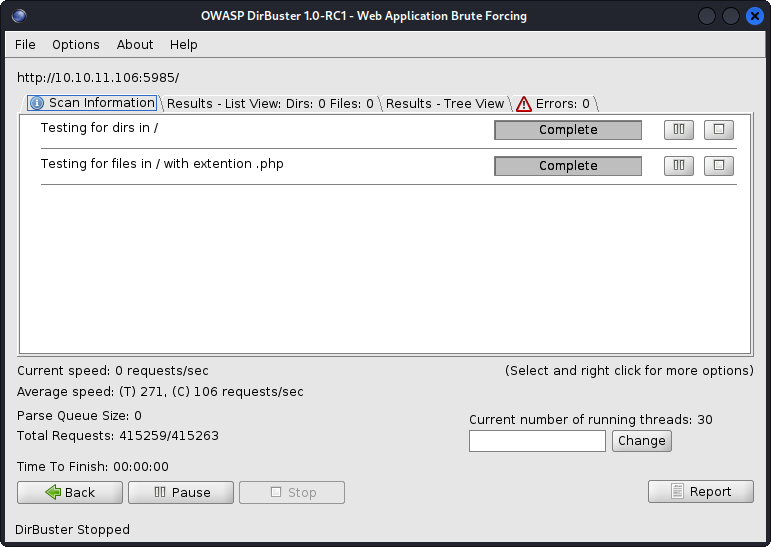 OWASP DirBuster 1.0-RC1 - Web Application Brute Forcing
File Options About Help
http://10.10.11.106:5985/
Scan Information Results - List View: Dirs: 0 Files: 0 Results - Tree View Errors: 0
Testing for dirs in / Complete
Testing for files in / with extention .php Complete
Current speed: 0 requests/sec (Select and right click for more options)
Average speed: (T) 271, (C) 106 requests/sec
Parse Queue Size: 0
Current number of running threads: 30
Total Requests: 415259/415263
Change
Time To Finish: 00:00:00
Back Pause Stop Report
DirBuster Stopped